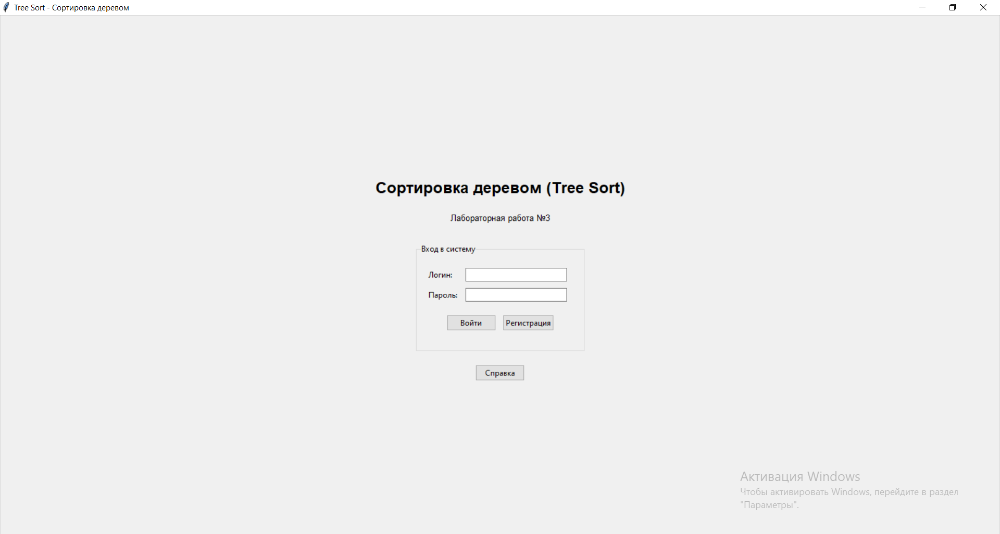 Tree Sort - Сортировка деревом
Сортировка деревом (Tree Sort)
Лабораторная работа №3
Вход в систему
Логин:
Пароль:
Войти Регистрация
Справка
Активация Windows
Чтобы активировать Windows, перейдите в раздел
"Параметры".